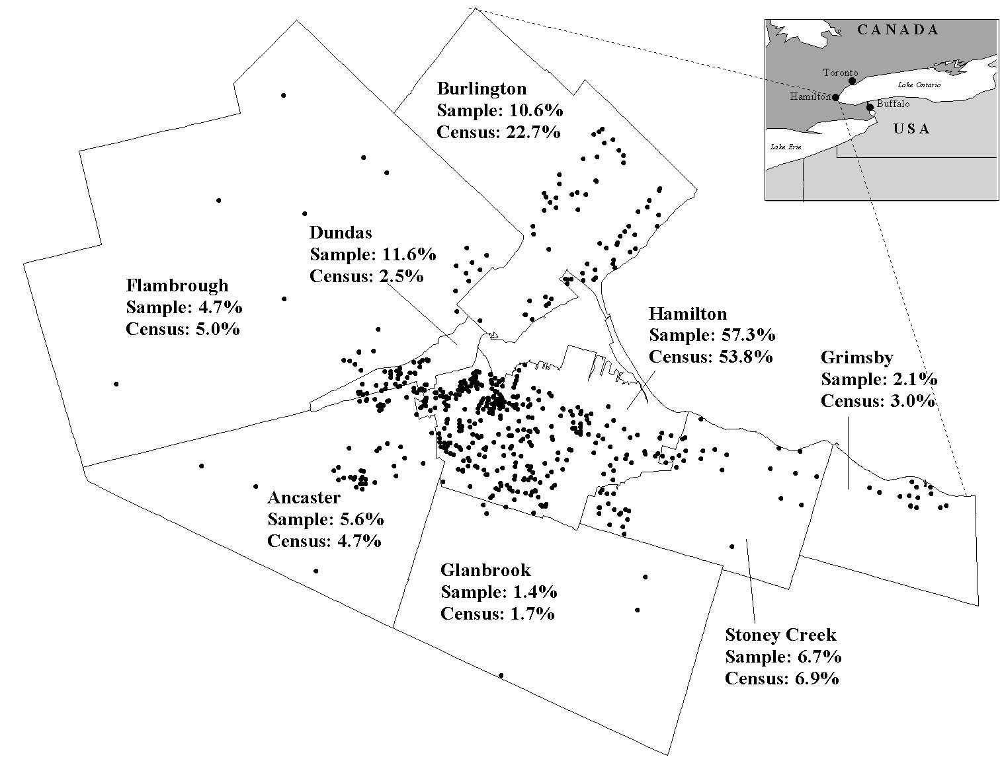 CANADA
Toronto
Lake Ontario
Hamilton
Buffalo
USA
Lake Erie
Burlington
Sample: 10.6%
Census: 22.7%
Dundas
Sample: 11.6%
Census: 2.5%
Flambrough
Sample: 4.7%
Census: 5.0%
Hamilton
Sample: 57.3%
Census: 53.8%
Grimsby
Sample: 2.1%
Census: 3.0%
Ancaster
Sample: 5.6%
Census: 4.7%
Glanbrook
Sample: 1.4%
Census: 1.7%
Stoney Creek
Sample: 6.7%
Census: 6.9%